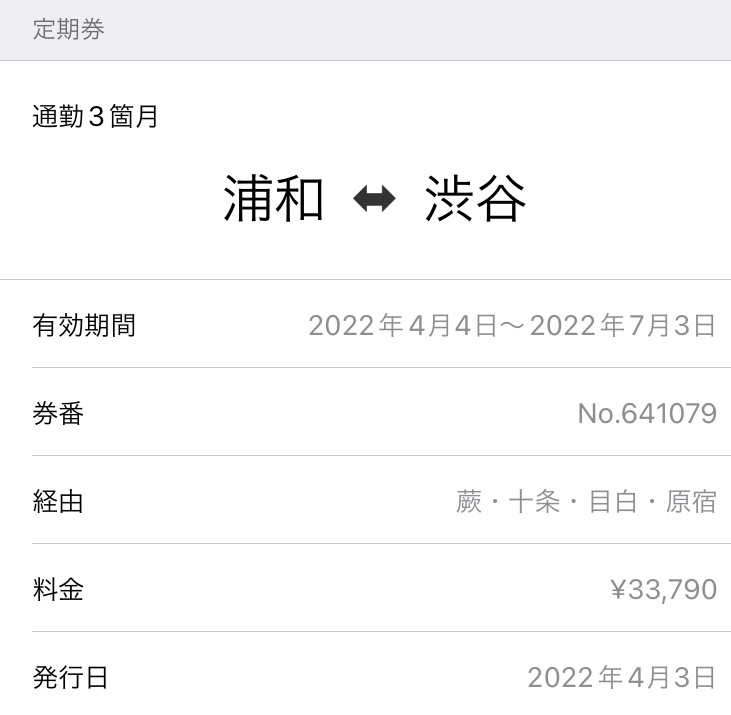 定期券
通勤3箇月
浦和 ⬌ 渋谷
有効期間 2022年4月4日〜2022年7月3日
券番 No.641079
経由 蕨・十条・目白・原宿
料金 ¥33,790
発行日 2022年4月3日